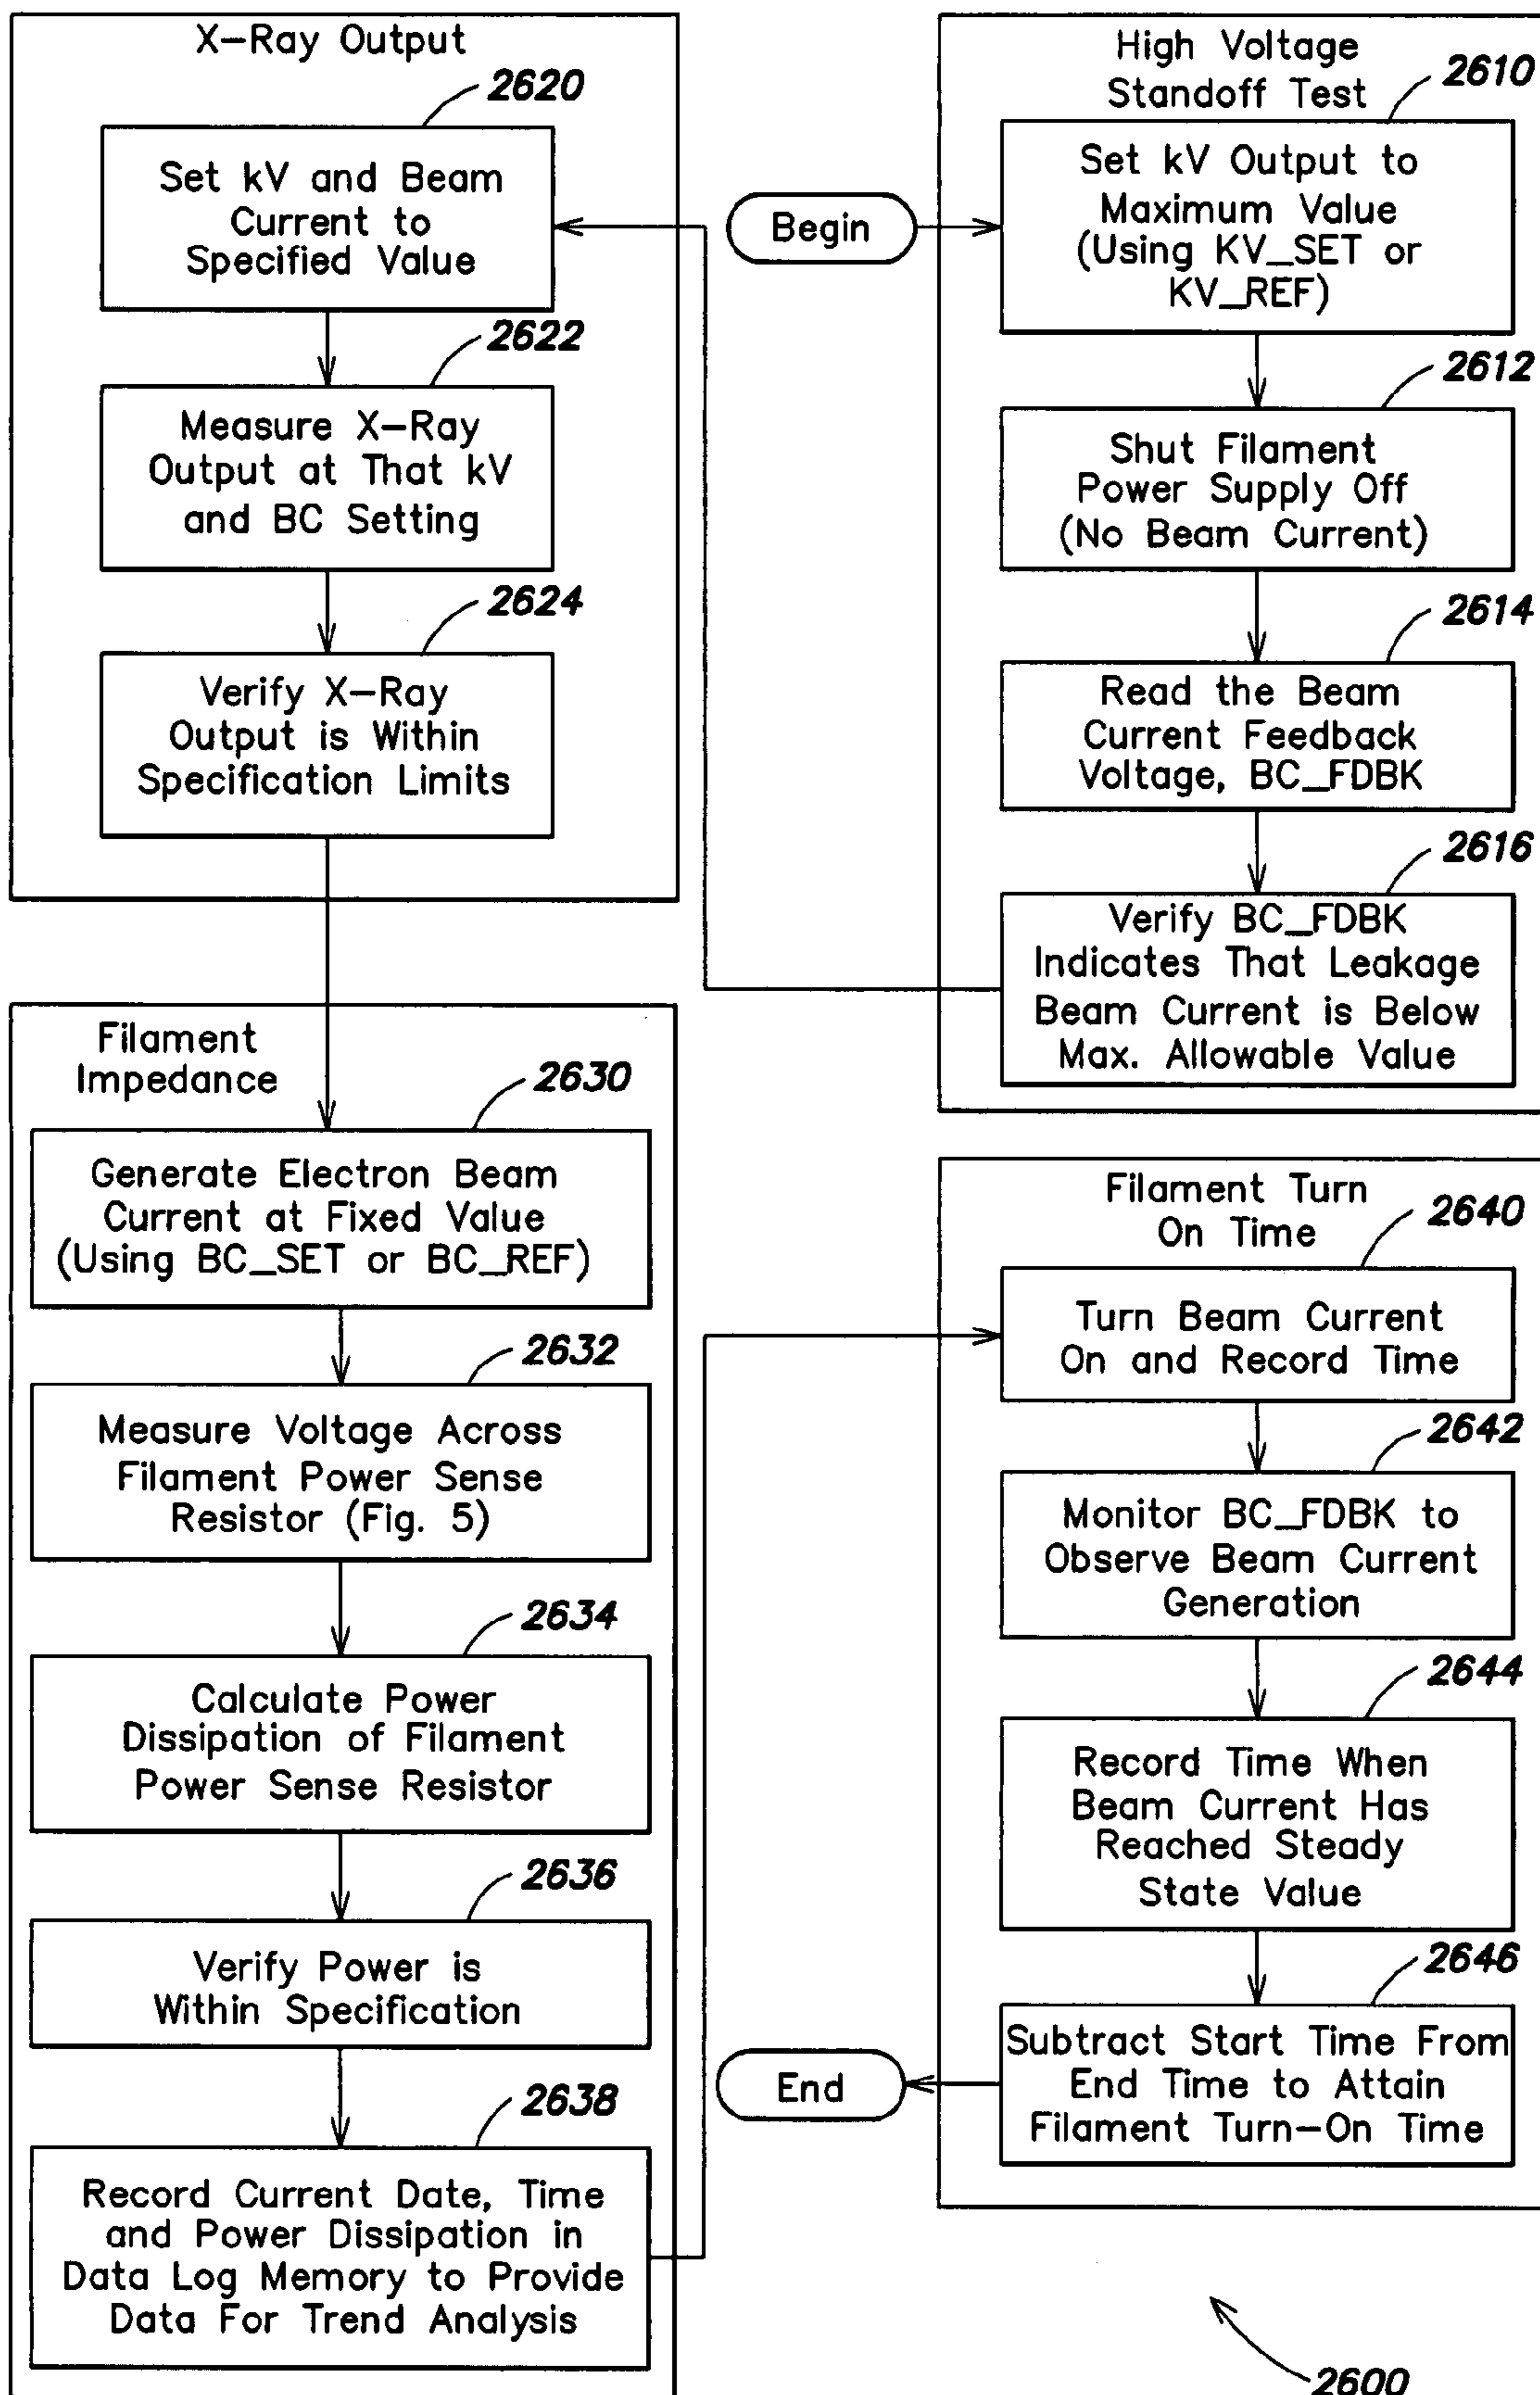 X-Ray Output
2620
Set kV and Beam
Current to
Specified Value
2622
Measure X-Ray
Output at That kV
and BC Setting
2624
Verify X-Ray
Output is Within
Specification Limits
Begin
High Voltage
Standoff Test
2610
Set kV Output to
Maximum Value
(Using KV_SET or
KV_REF)
2612
Shut Filament
Power Supply Off
(No Beam Current)
2614
Read the Beam
Current Feedback
Voltage, BC_FDBK
2616
Verify BC_FDBK
Indicates That Leakage
Beam Current is Below
Max. Allowable Value
Filament
Impedance
2630
Generate Electron Beam
Current at Fixed Value
(Using BC_SET or BC_REF)
2632
Measure Voltage Across
Filament Power Sense
Resistor (Fig. 5)
2634
Calculate Power
Dissipation of Filament
Power Sense Resistor
2636
Verify Power is
Within Specification
2638
Record Current Date, Time
and Power Dissipation in
Data Log Memory to Provide
Data For Trend Analysis
Filament Turn
On Time
2640
Turn Beam Current
On and Record Time
2642
Monitor BC_FDBK to
Observe Beam Current
Generation
2644
Record Time When
Beam Current Has
Reached Steady
State Value
2646
Subtract Start Time From
End Time to Attain
Filament Turn-On Time
End
2600